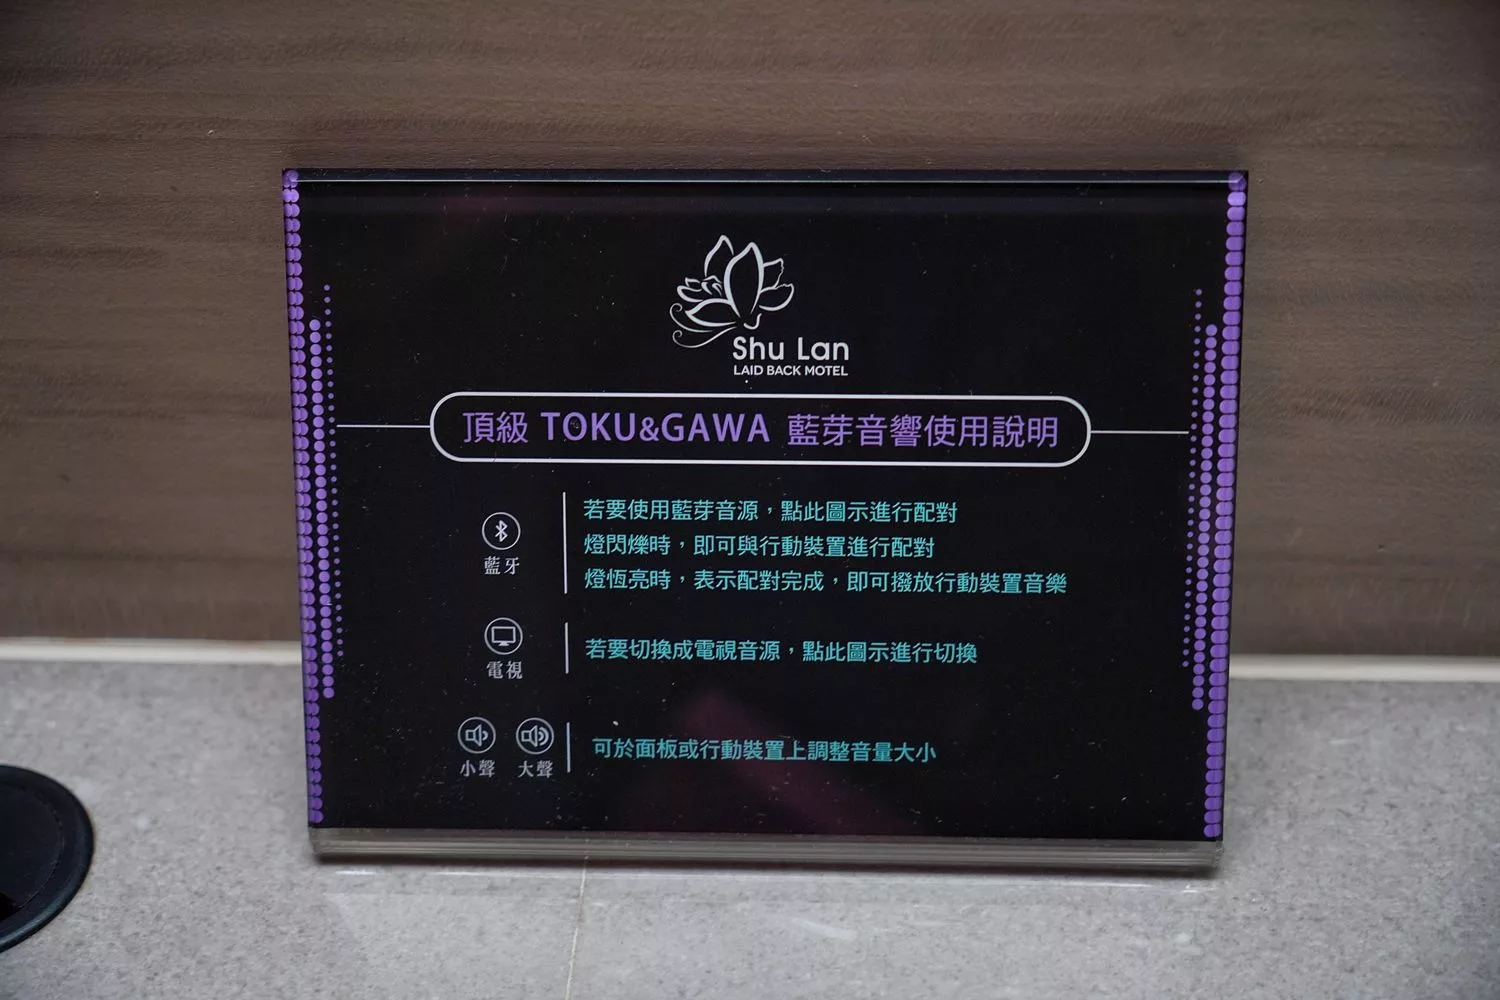 Shu Lan
LAID BACK MOTEL
頂級 TOKU&GAWA 藍芽音響使用說明
藍牙
若要使用藍芽音源，點此圖示進行配對
燈閃爍時，即可與行動裝置進行配對
燈恆亮時，表示配對完成，即可撥放行動裝置音樂
電視
若要切換成電視音源，點此圖示進行切換
小聲 大聲
可於面板或行動裝置上調整音量大小